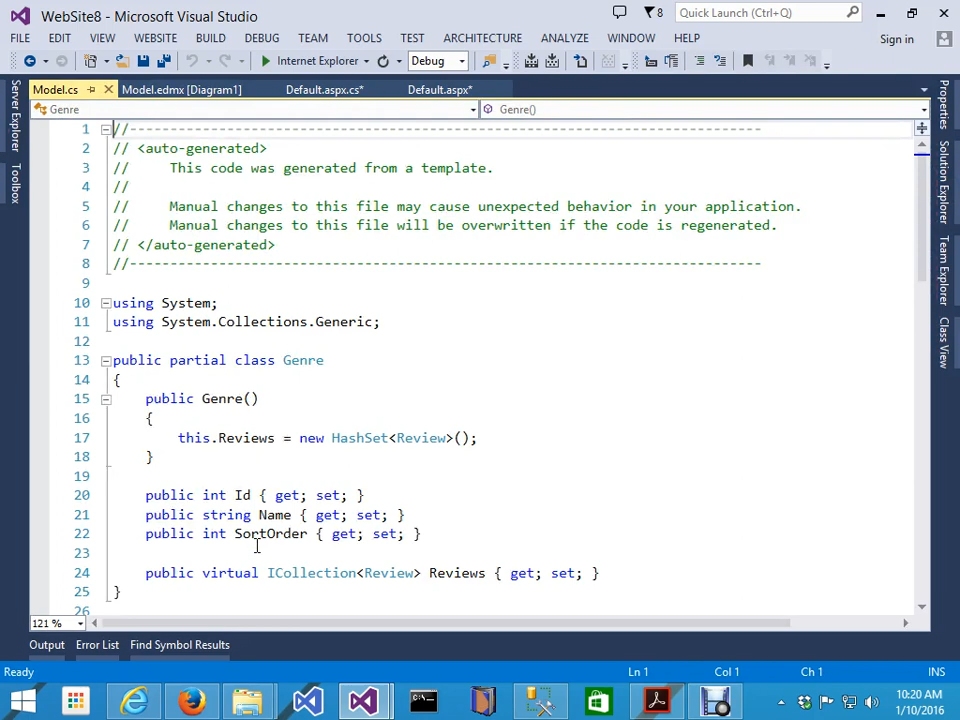 WebSite8 - Microsoft Visual Studio
8
Quick Launch (Ctrl+Q)
FILE EDIT VIEW WEBSITE BUILD DEBUG TEAM TOOLS TEST ARCHITECTURE ANALYZE WINDOW HELP Sign in
Internet Explorer Debug
Model.cs Model.edmx [Diagram1] Default.aspx.cs* Default.aspx*
Genre Genre()
1 //------------------------------------------------------------------------------
2 // <auto-generated>
3 // This code was generated from a template.
4 //
5 // Manual changes to this file may cause unexpected behavior in your application.
6 // Manual changes to this file will be overwritten if the code is regenerated.
7 // </auto-generated>
8 //------------------------------------------------------------------------------
9
10 using System;
11 using System.Collections.Generic;
12
13 public partial class Genre
14 {
15 public Genre()
16 {
17 this.Reviews = new HashSet<Review>();
18 }
19
20 public int Id { get; set; }
21 public string Name { get; set; }
22 public int SortOrder { get; set; }
23
24 public virtual ICollection<Review> Reviews { get; set; }
25 }
26
Server Explorer
Toolbox
Properties
Solution Explorer
Team Explorer
Class View
121 %
Output Error List Find Symbol Results
Ready Ln 1 Col 1 Ch 1 INS
10:20 AM
1/10/2016